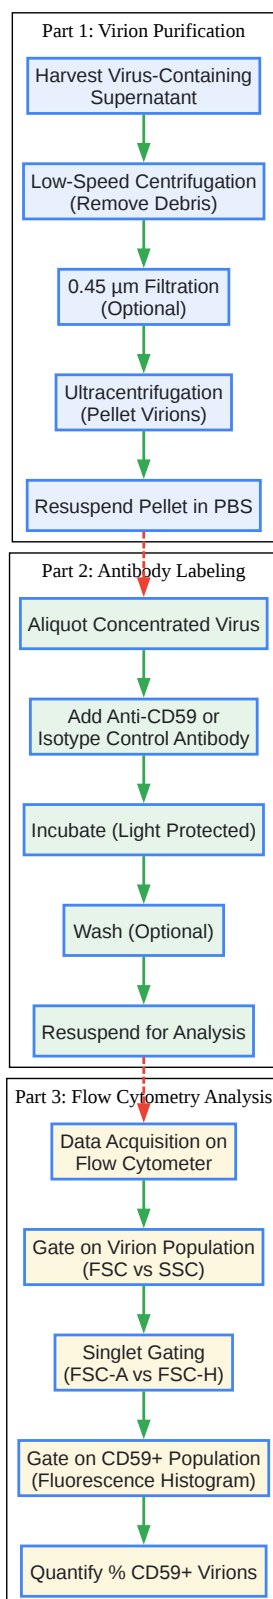 Part 1: Virion Purification
Harvest Virus-Containing
Supernatant
Low-Speed Centrifugation
(Remove Debris)
0.45 µm Filtration
(Optional)
Ultracentrifugation
(Pellet Virions)
Resuspend Pellet in PBS
Part 2: Antibody Labeling
Aliquot Concentrated Virus
Add Anti-CD59 or
Isotype Control Antibody
Incubate (Light Protected)
Wash (Optional)
Resuspend for Analysis
Part 3: Flow Cytometry Analysis
Data Acquisition on
Flow Cytometer
Gate on Virion Population
(FSC vs SSC)
Singlet Gating
(FSC-A vs FSC-H)
Gate on CD59+ Population
(Fluorescence Histogram)
Quantify % CD59+ Virions